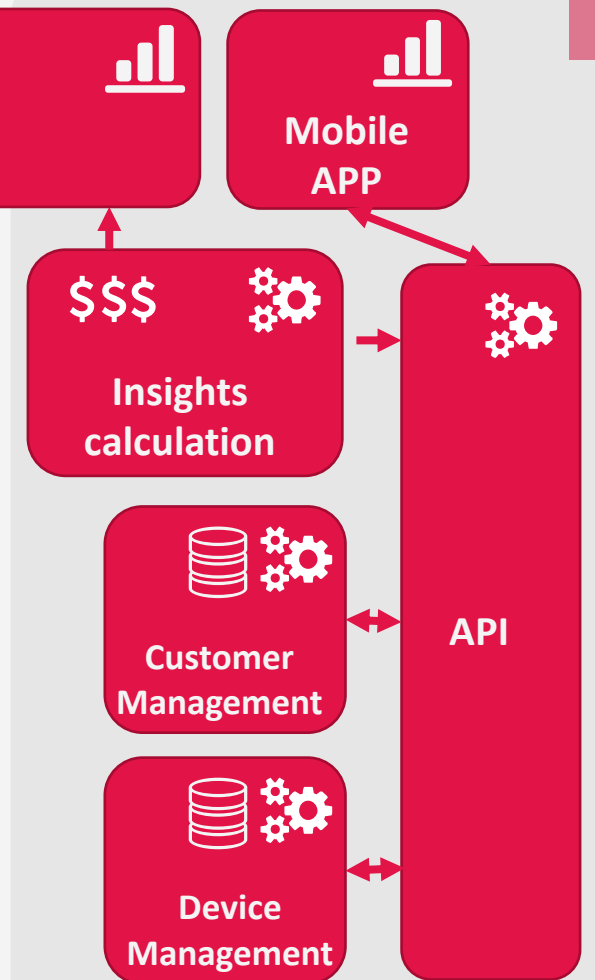 Mobile
APP
$$$
Insights
calculation
Customer
Management
API
Device
Management